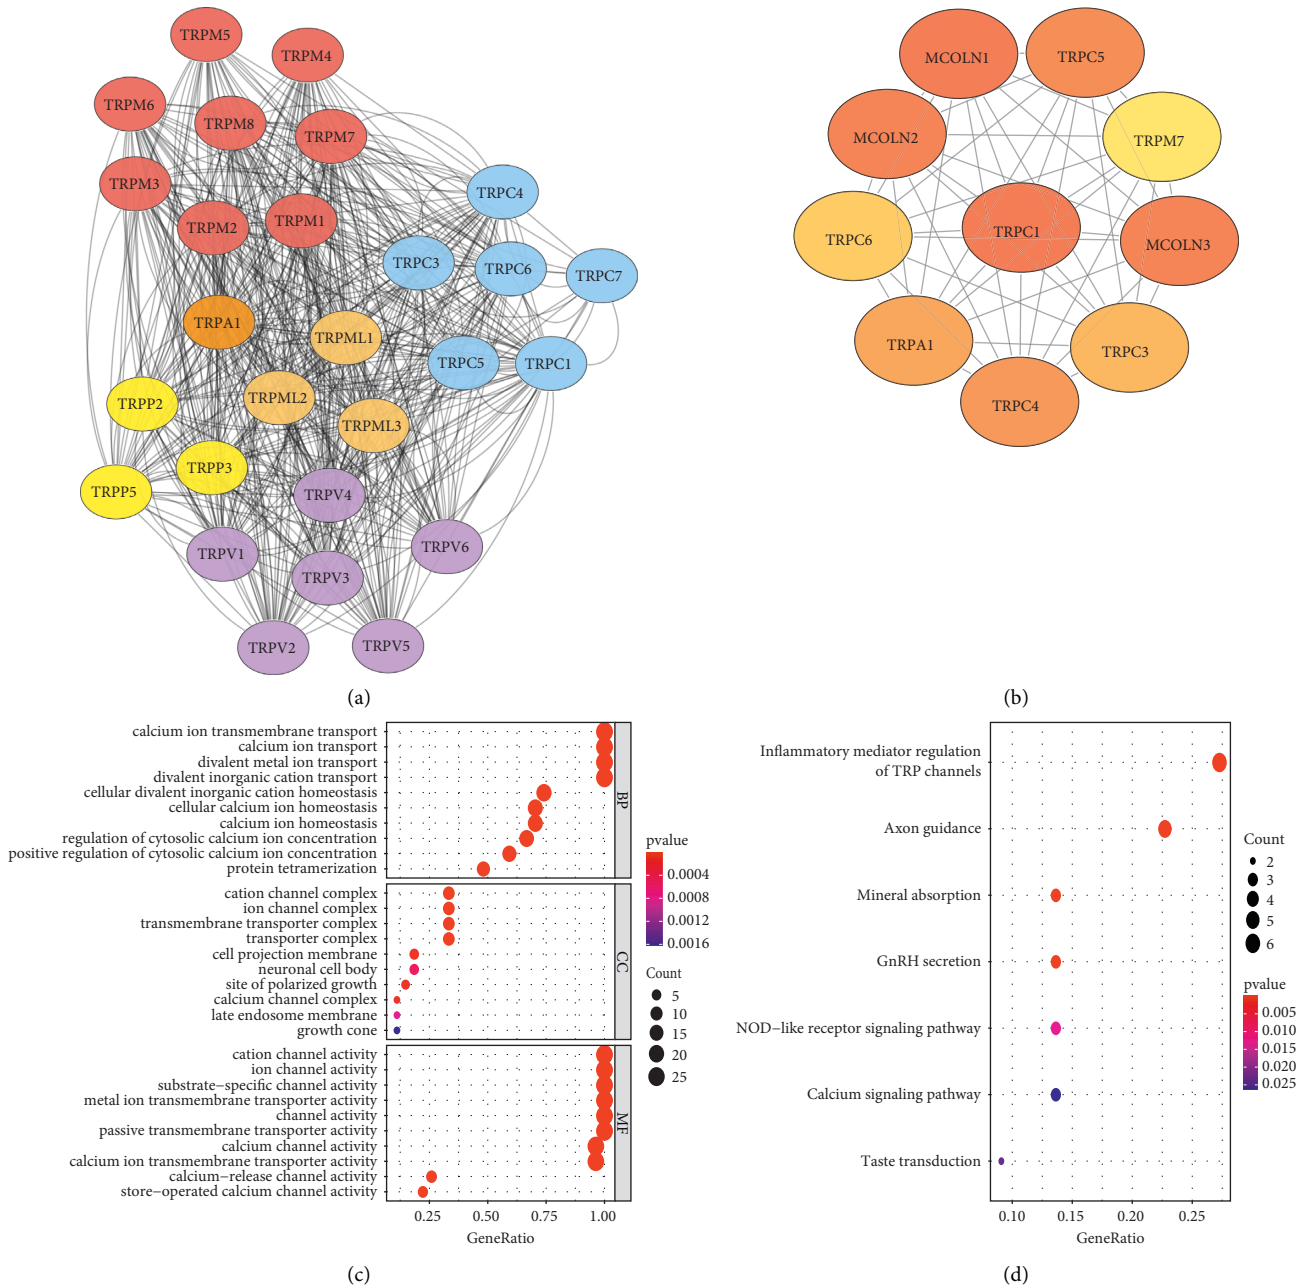 TRPM5
TRPM4
TRPM6
TRPM8
TRPM7
TRPM3
TRPM2
TRPM1
TRPC4
TRPC3
TRPC6
TRPC7
TRPA1
TRPML1
TRPC5
TRPC1
TRPP2
TRPML2
TRPML3
TRPP3
TRPP5
TRPV4
TRPV1
TRPV3
TRPV6
TRPV2
TRPV5
(a)
MCOLN1
TRPC5
MCOLN2
TRPM7
TRPC6
TRPC1
MCOLN3
TRPA1
TRPC3
TRPC4
(b)
calcium ion transmembrane transport
calcium ion transport
divalent metal ion transport
divalent inorganic cation transport
cellular divalent inorganic cation homeostasis
cellular calcium ion homeostasis
calcium ion homeostasis
regulation of cytosolic calcium ion concentration
positive regulation of cytosolic calcium ion concentration
protein tetramerization
BP
cation channel complex
ion channel complex
transmembrane transporter complex
transporter complex
cell projection membrane
neuronal cell body
site of polarized growth
calcium channel complex
late endosome membrane
growth cone
CC
cation channel activity
ion channel activity
substrate−specific channel activity
metal ion transmembrane transporter activity
channel activity
passive transmembrane transporter activity
calcium channel activity
calcium ion transmembrane transporter activity
calcium−release channel activity
store−operated calcium channel activity
MF
0.25 0.50 0.75 1.00
GeneRatio
pvalue
0.0004
0.0008
0.0012
0.0016
Count
5
10
15
20
25
(c)
Inflammatory mediator regulation
of TRP channels
Axon guidance
Mineral absorption
GnRH secretion
NOD−like receptor signaling pathway
Calcium signaling pathway
Taste transduction
0.10 0.15 0.20 0.25
GeneRatio
Count
2
3
4
5
6
pvalue
0.005
0.010
0.015
0.020
0.025
(d)